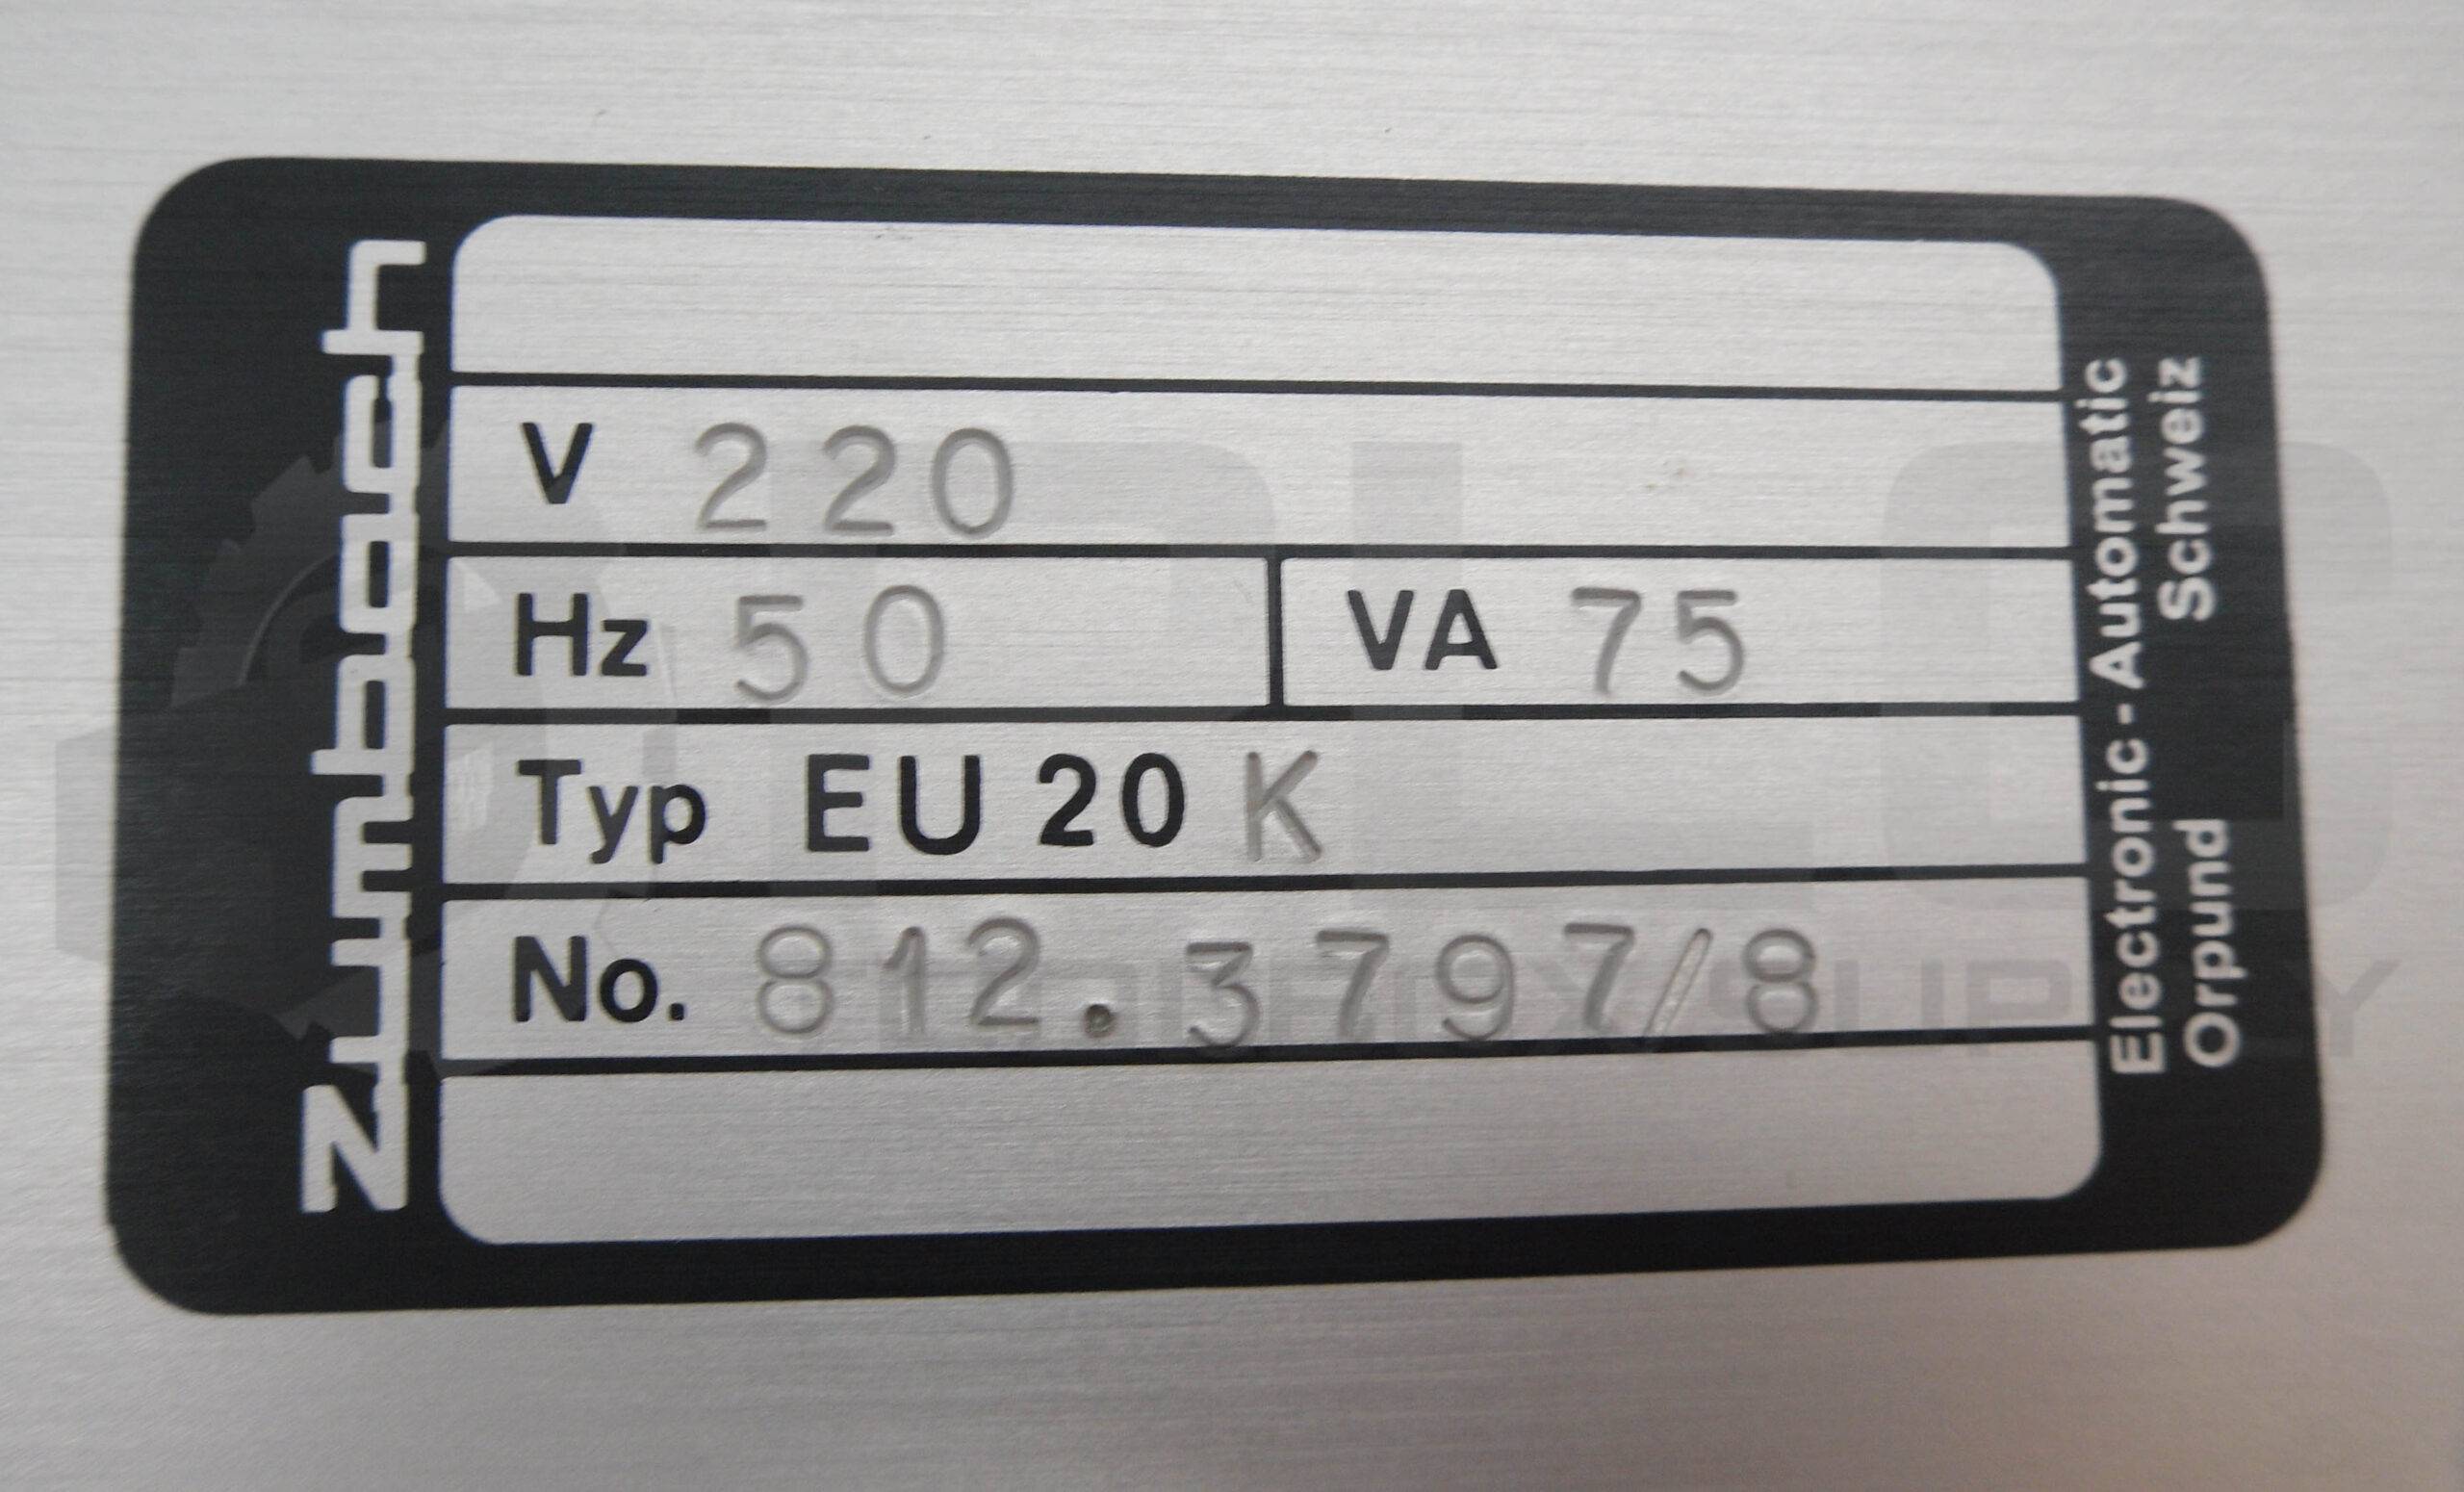 Zumbach
V 220
Hz 50 VA 75
Typ EU 20 K
No. 812.3797/8
Electronic-Automatic
Orpund Schweiz